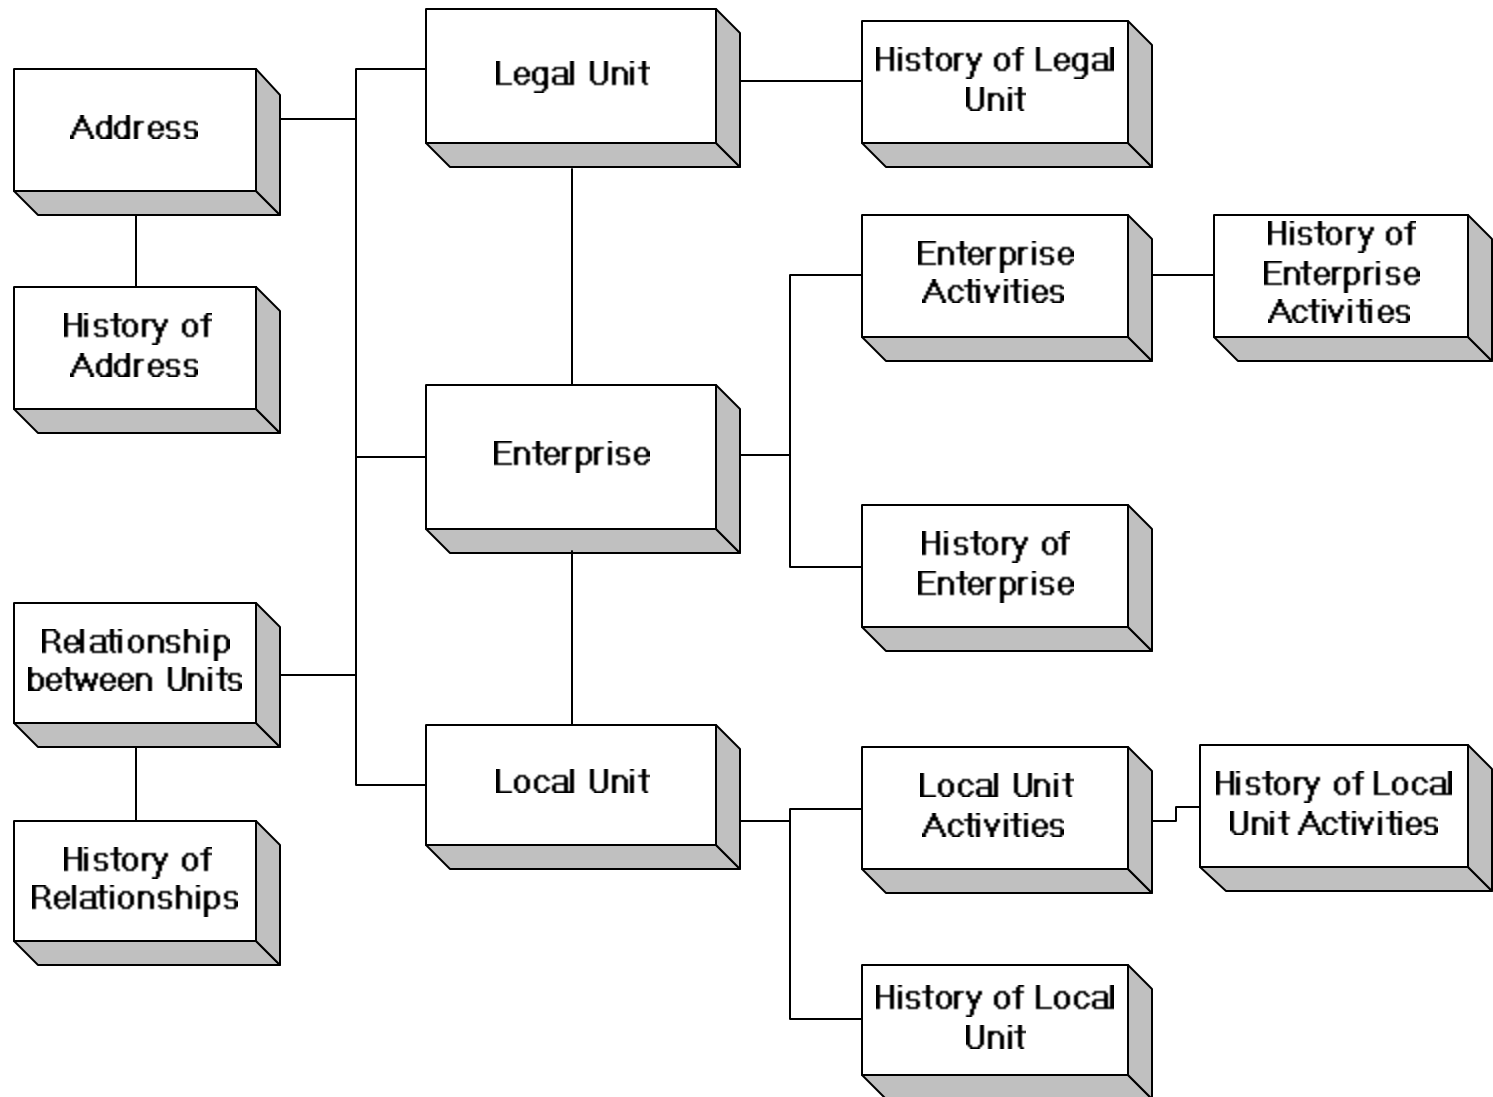 Legal Unit
History of Legal
Unit
Address
Enterprise
Activities
History of
Enterprise
Activities
History of
Address
Enterprise
History of
Enterprise
Relationship
between Units
Local Unit
Local Unit
Activities
History of Local
Unit Activities
History of
Relationships
History of Local
Unit